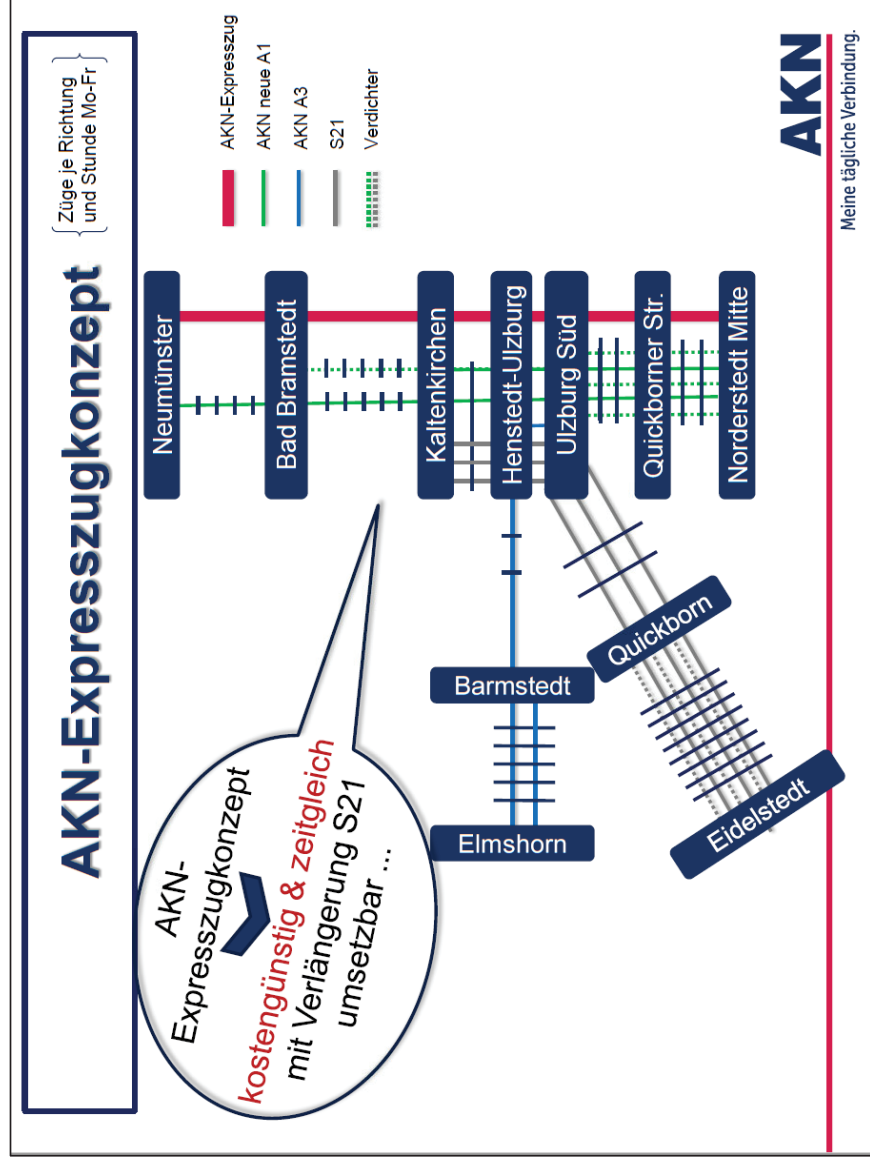 AKN-Expresszugkonzept
Züge je Richtung
und Stunde Mo-Fr
AKN-
Expresszugkonzept
kostengünstig & zeitgleich
mit Verlängerung S21
umsetzbar ...
Neumünster
Bad Bramstedt
Kaltenkirchen
Henstedt-Ulzburg
Ulzburg Süd
Quickborner Str.
Norderstedt Mitte
Barmstedt
Elmshorn
Quickborn
Eidelstedt
AKN-Expresszug
AKN neue A1
AKN A3
S21
Verdichter
AKN
Meine tägliche Verbindung.